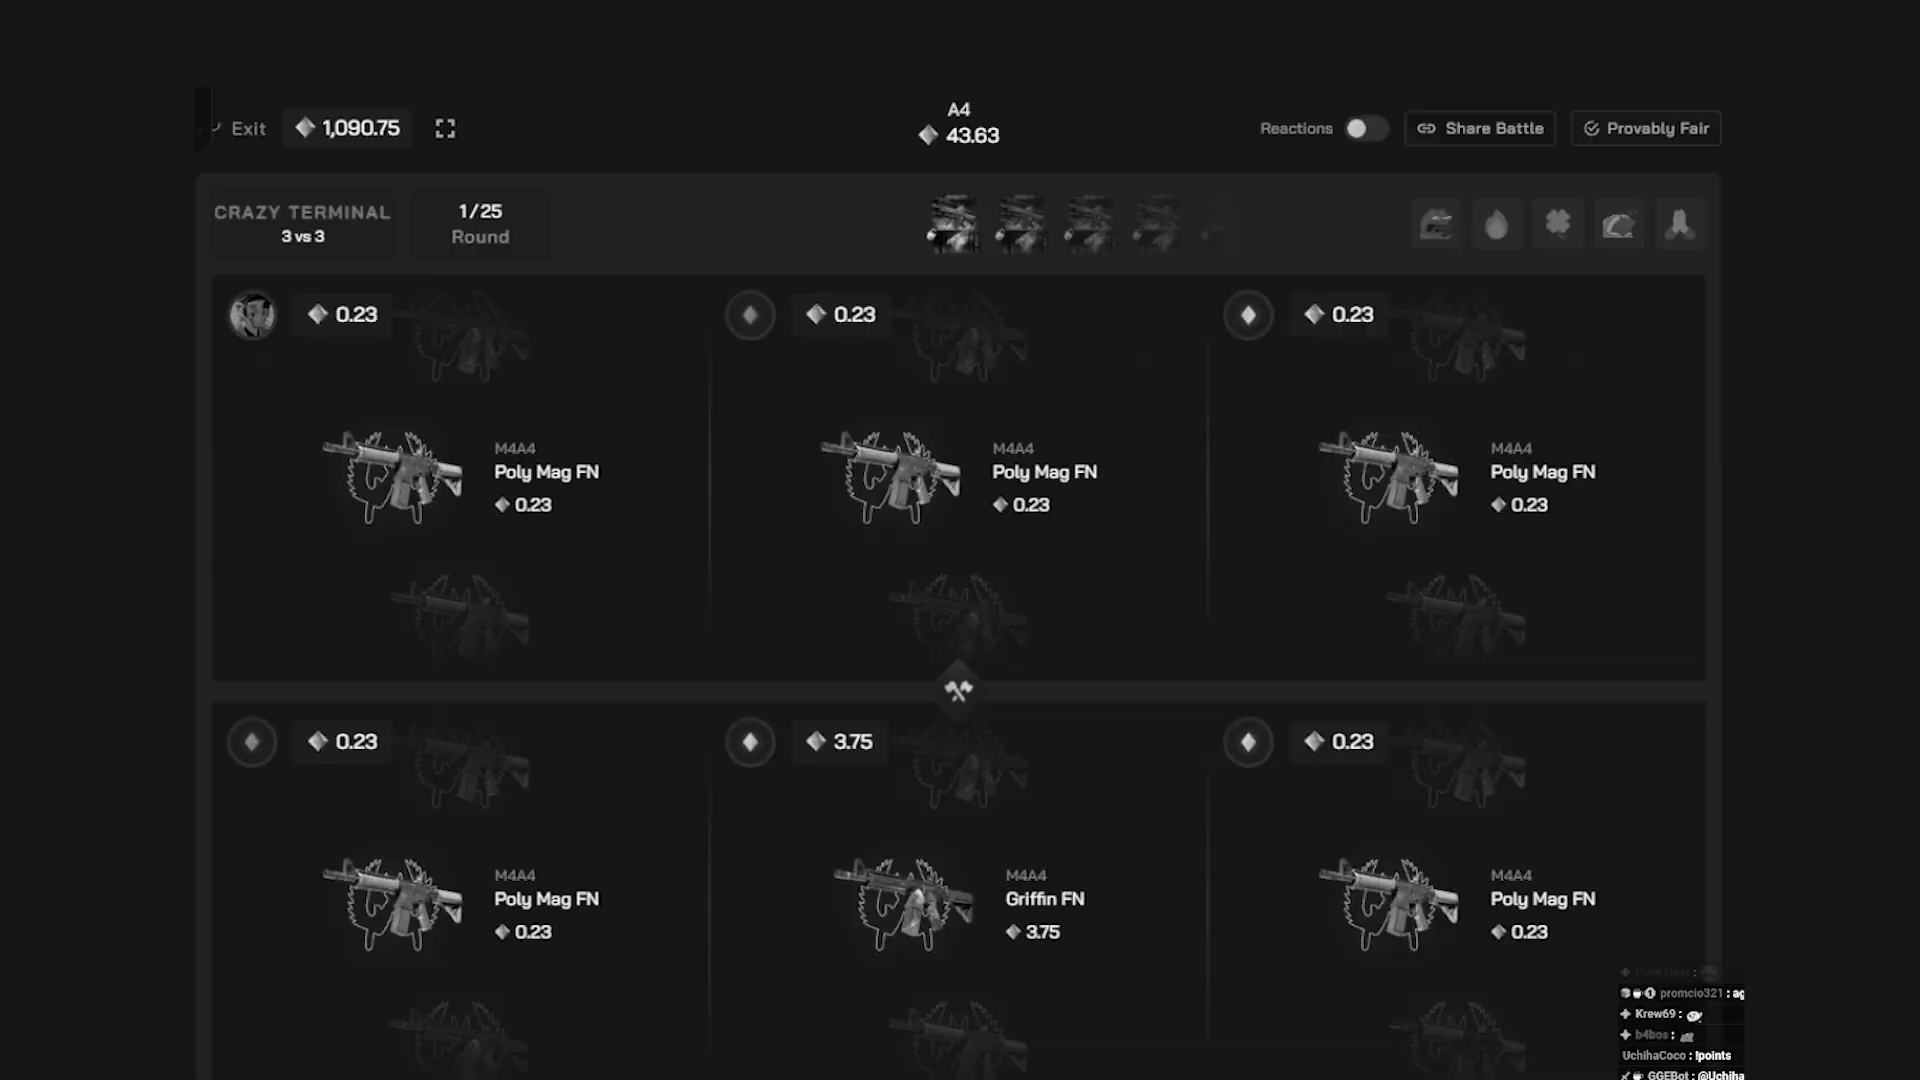 Exit
1,090.75
A4
43.63
Reactions
Share Battle
Provably Fair
CRAZY TERMINAL
3 vs 3
1/25
Round
0.23
0.23
0.23
M4A4
Poly Mag FN
0.23
M4A4
Poly Mag FN
0.23
M4A4
Poly Mag FN
0.23
0.23
3.75
0.23
M4A4
Poly Mag FN
0.23
M4A4
Griffin FN
3.75
M4A4
Poly Mag FN
0.23
promcio321 : ag
Krew69 :
b4bos :
UchihaCoco : !points
GGEBot : @Uchiha